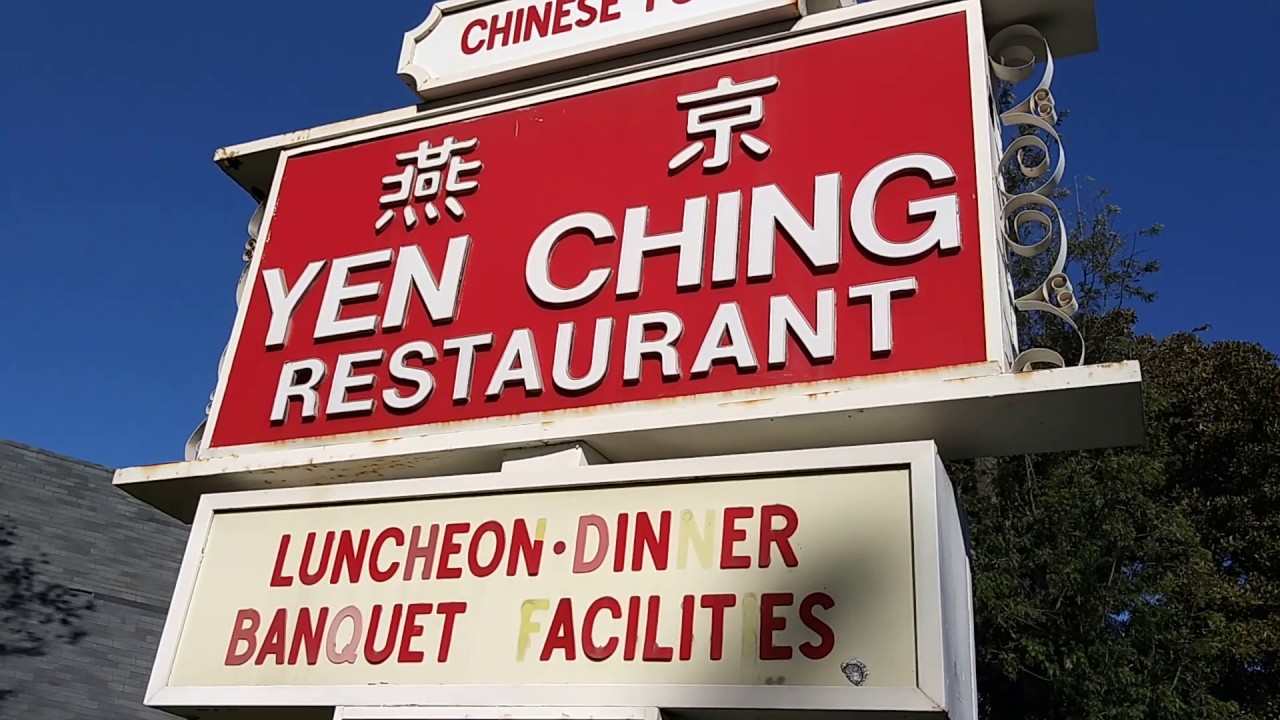 CHINESE
燕 京
YEN CHING
RESTAURANT
LUNCHEON·DINNER
BANQUET FACILITIES